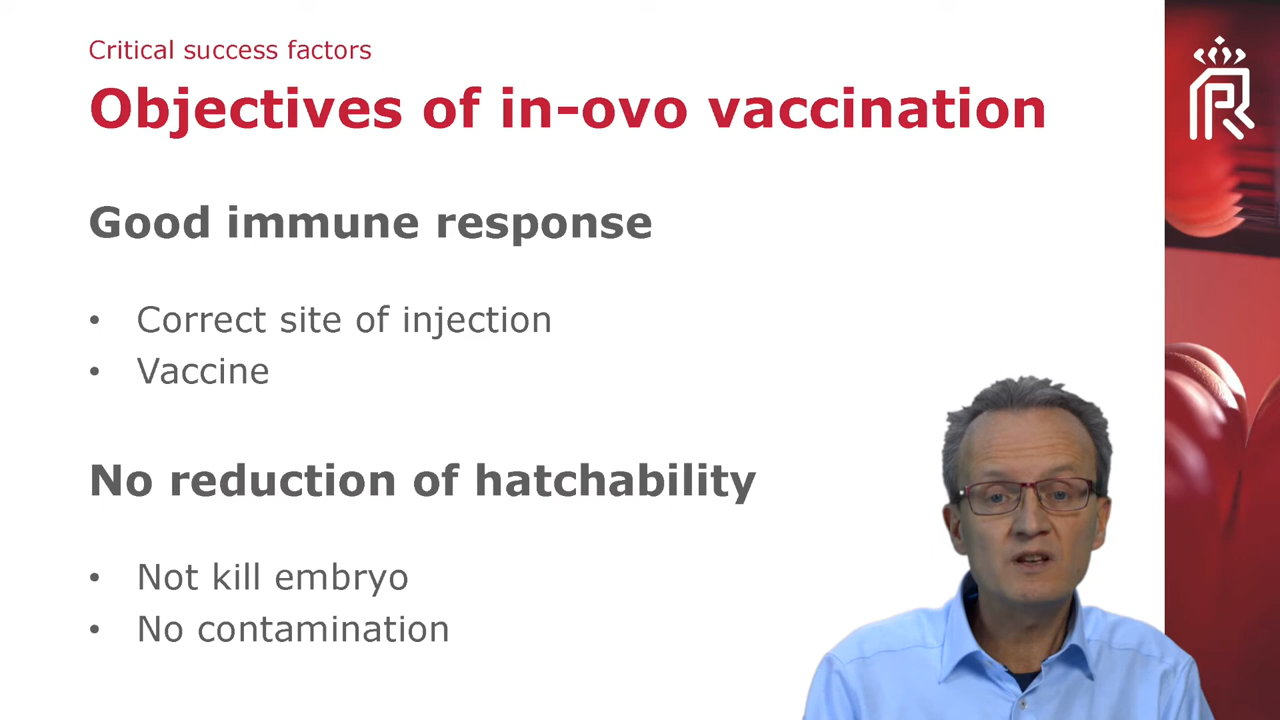 Critical success factors
Objectives of in-ovo vaccination
Good immune response
• Correct site of injection
• Vaccine
No reduction of hatchability
• Not kill embryo
• No contamination